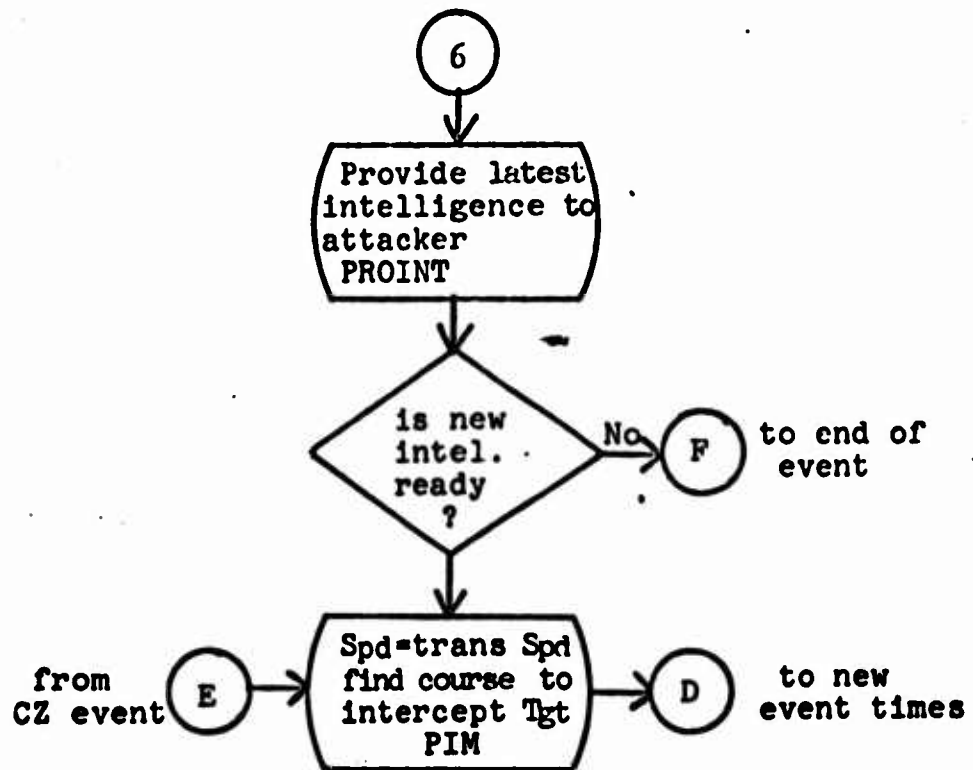 6
Provide latest
intelligence to
attacker
PROINT
is new
intel.
ready
?
No
F
to end of
event
from
CZ event
E
Spd=trans Spd
find course to
intercept Tgt
PIM
D
to new
event times